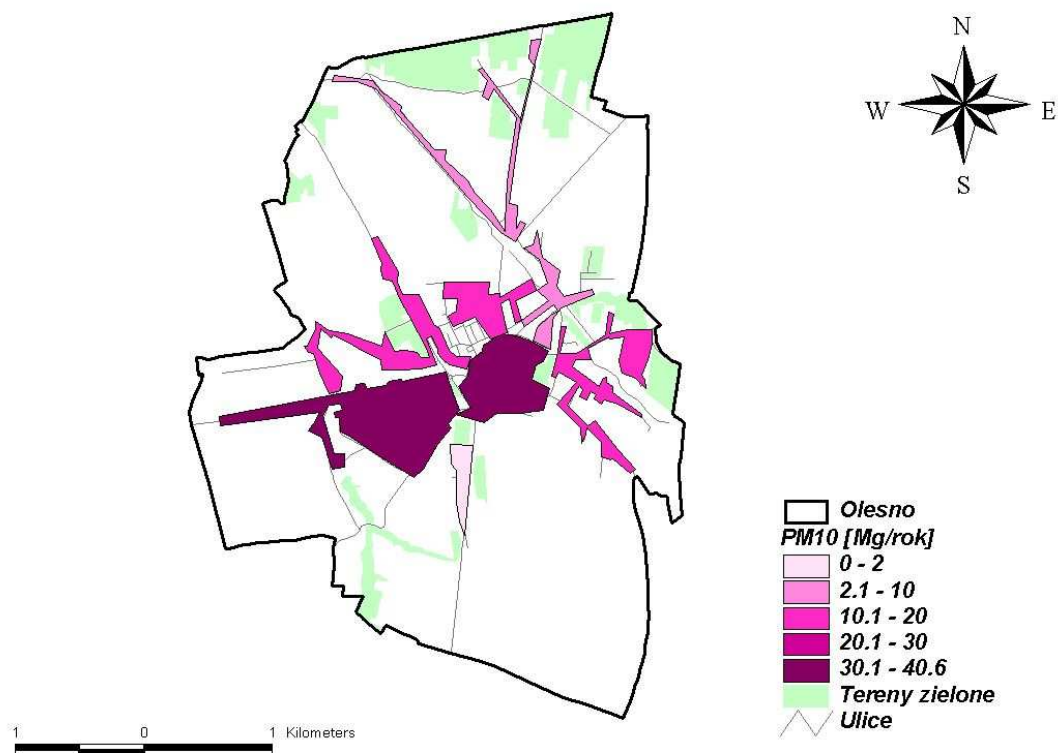 N
W E
S
Olesno
PM10 [Mg/rok]
0 - 2
2.1 - 10
10.1 - 20
20.1 - 30
30.1 - 40.6
Tereny zielone
Ulice
1 0 1 Kilometers